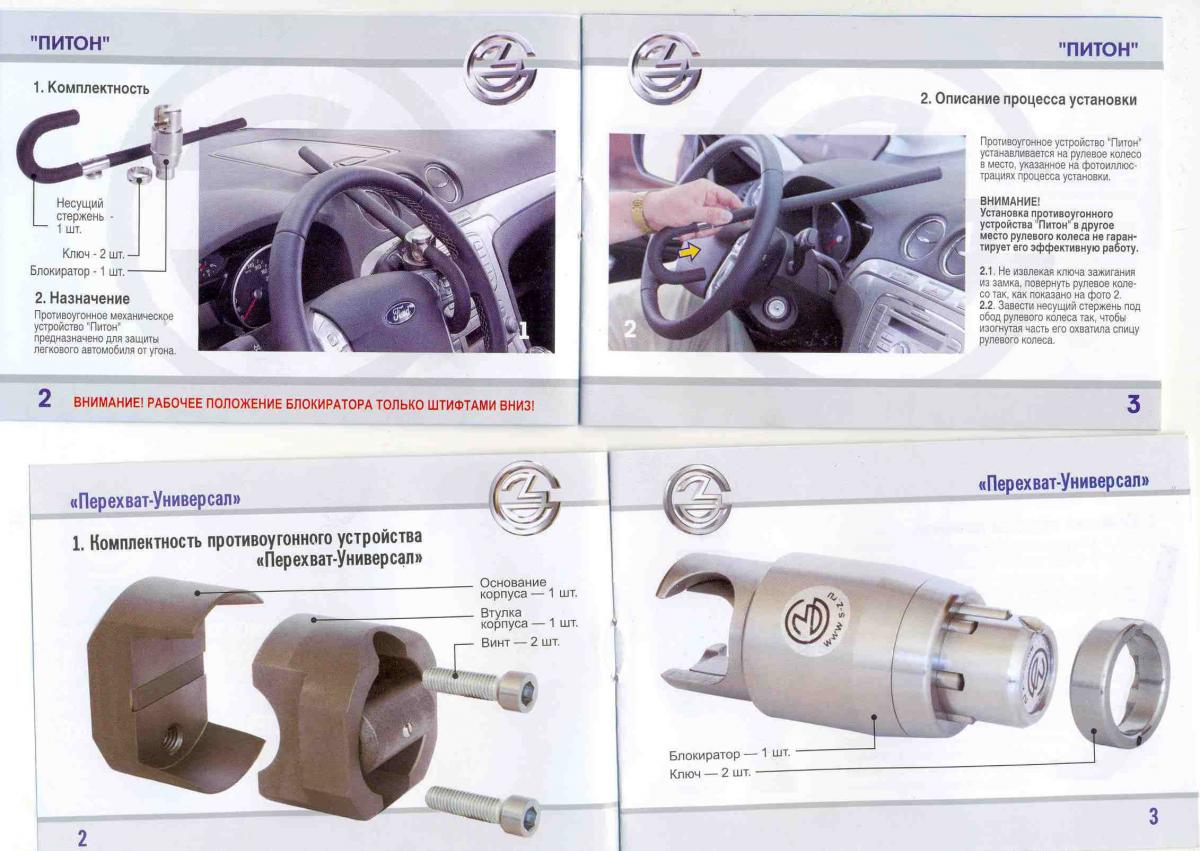 "ПИТОН"
1. Комплектность
Несущий
стержень -
1 шт.
Ключ - 2 шт.
Блокиратор - 1 шт.
2. Назначение
Противоугонное механическое
устройство "Питон"
предназначено для защиты
легкового автомобиля от угона.
Ford
1
2
ВНИМАНИЕ! РАБОЧЕЕ ПОЛОЖЕНИЕ БЛОКИРАТОРА ТОЛЬКО ШТИФТАМИ ВНИЗ!
"ПИТОН"
2. Описание процесса установки
2
Противоугонное устройство "Питон"
устанавливается на рулевое колесо
в место, указанное на фотоиллюс-
трациях процесса установки.
ВНИМАНИЕ!
Установка противоугонного
устройства "Питон" в другое
место рулевого колеса не гаран-
тирует его эффективную работу.
2.1. Не извлекая ключа зажигания
из замка, повернуть рулевое коле-
со так, как показано на фото 2.
2.2. Завести несущий стержень под
обод рулевого колеса так, чтобы
изогнутая часть его охватила спицу
рулевого колеса.
3
«Перехват-Универсал»
1. Комплектность противоугонного устройства
«Перехват-Универсал»
Основание
корпуса — 1 шт.
Втулка
корпуса — 1 шт.
Винт — 2 шт.
2
«Перехват-Универсал»
www.s-z.ru
Блокиратор — 1 шт.
Ключ — 2 шт.
3